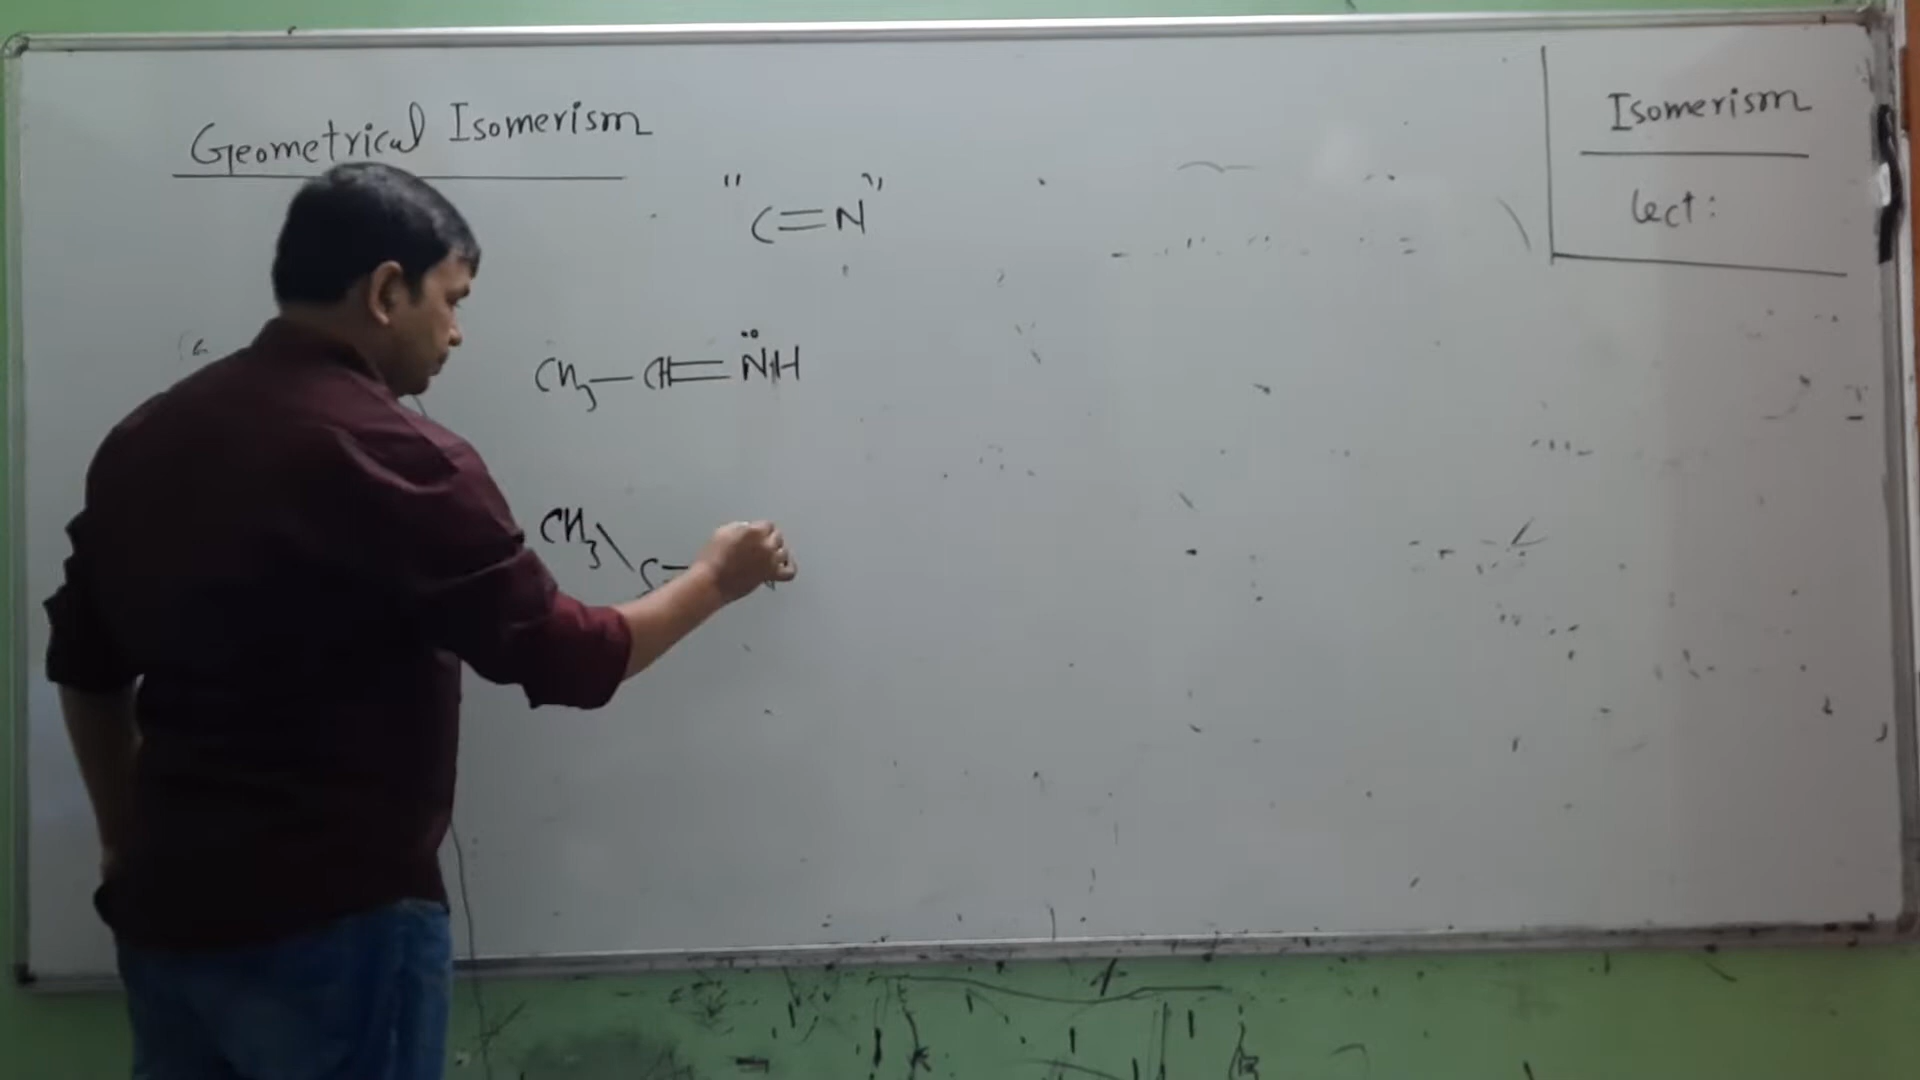 Geometrical Isomerism
Isomerism
Lect:
"C=N"
CH3—CH=N̈H
CH3\C=